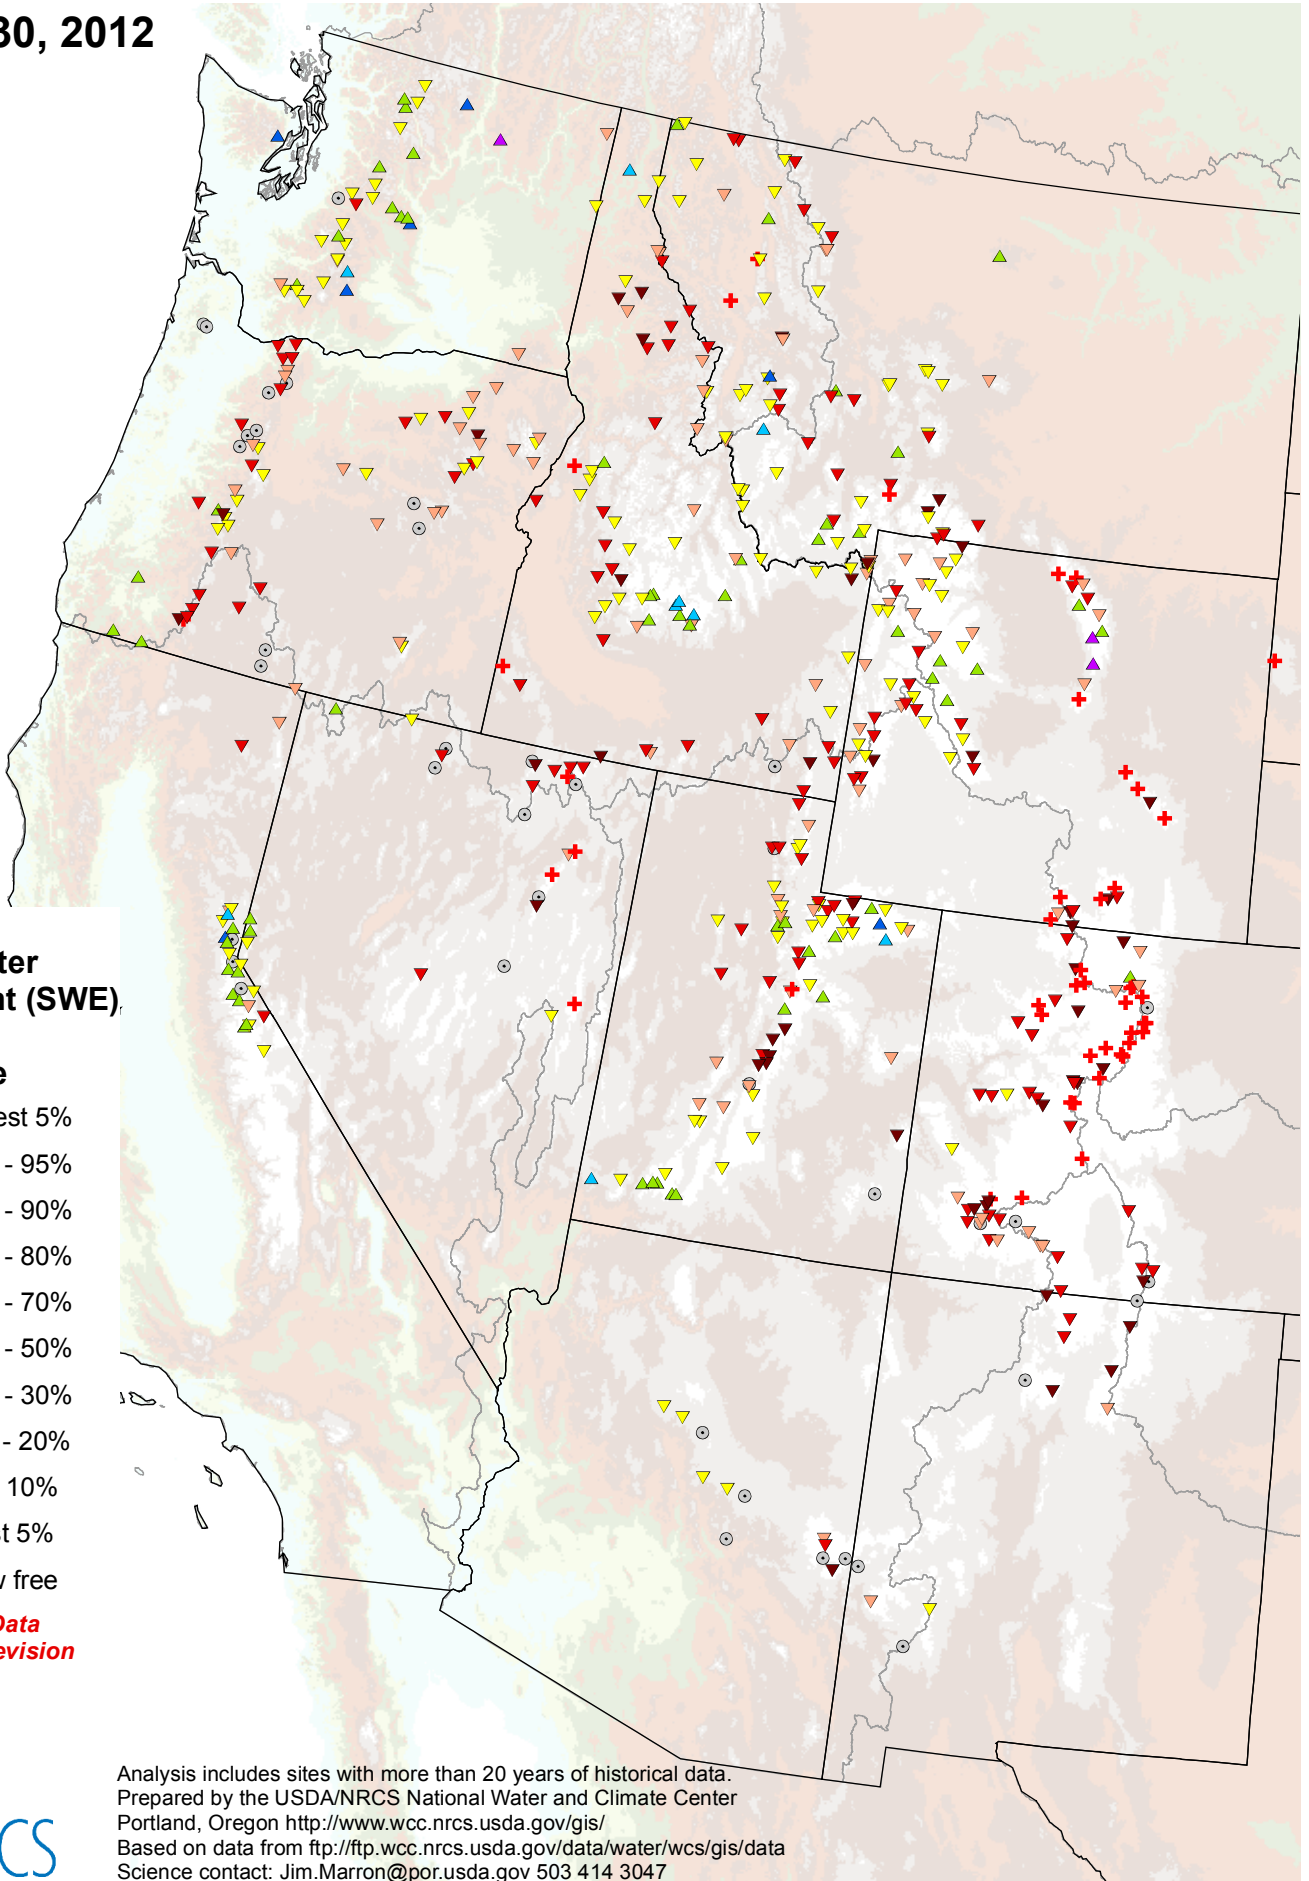 30, 2012
ter
nt (SWE)
e
est 5%
- 95%
- 90%
- 80%
- 70%
- 50%
- 30%
- 20%
10%
st 5%
w free
Data
evision
Analysis includes sites with more than 20 years of historical data.
Prepared by the USDA/NRCS National Water and Climate Center
Portland, Oregon http://www.wcc.nrcs.usda.gov/gis/
Based on data from ftp://ftp.wcc.nrcs.usda.gov/data/water/wcs/gis/data
Science contact: Jim.Marron@por.usda.gov 503 414 3047
CS